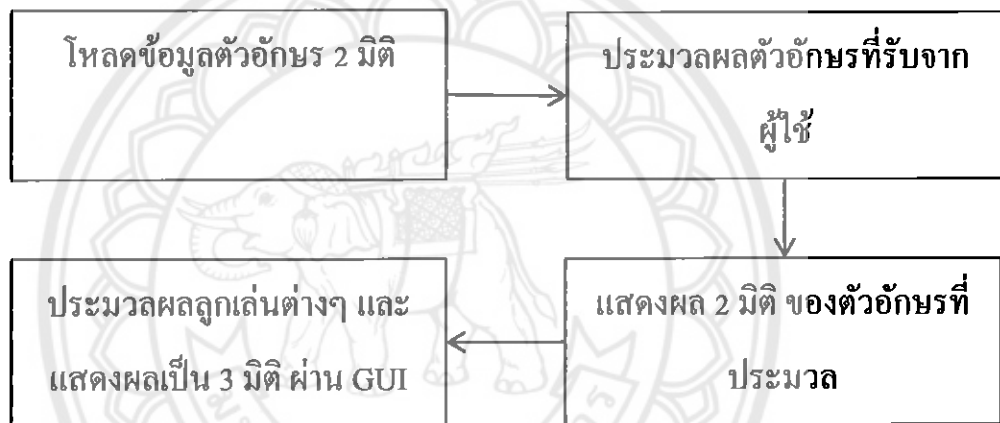 โหลดข้อมูลตัวอักษร 2 มิติ
ประมวลผลตัวอักษรที่รับจาก
ผู้ใช้
แสดงผล 2 มิติ ของตัวอักษรที่
ประมวล
ประมวลผลลูกเล่นต่างๆ และ
แสดงผลเป็น 3 มิติ ผ่าน GUI